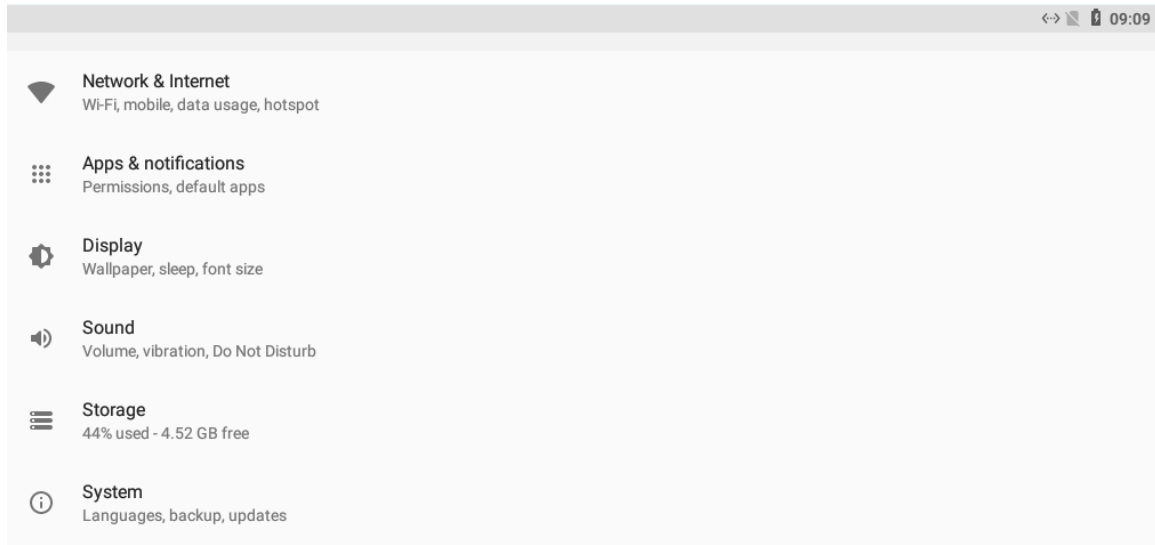 09:09
Network & Internet
Wi-Fi, mobile, data usage, hotspot
Apps & notifications
Permissions, default apps
Display
Wallpaper, sleep, font size
Sound
Volume, vibration, Do Not Disturb
Storage
44% used - 4.52 GB free
System
Languages, backup, updates